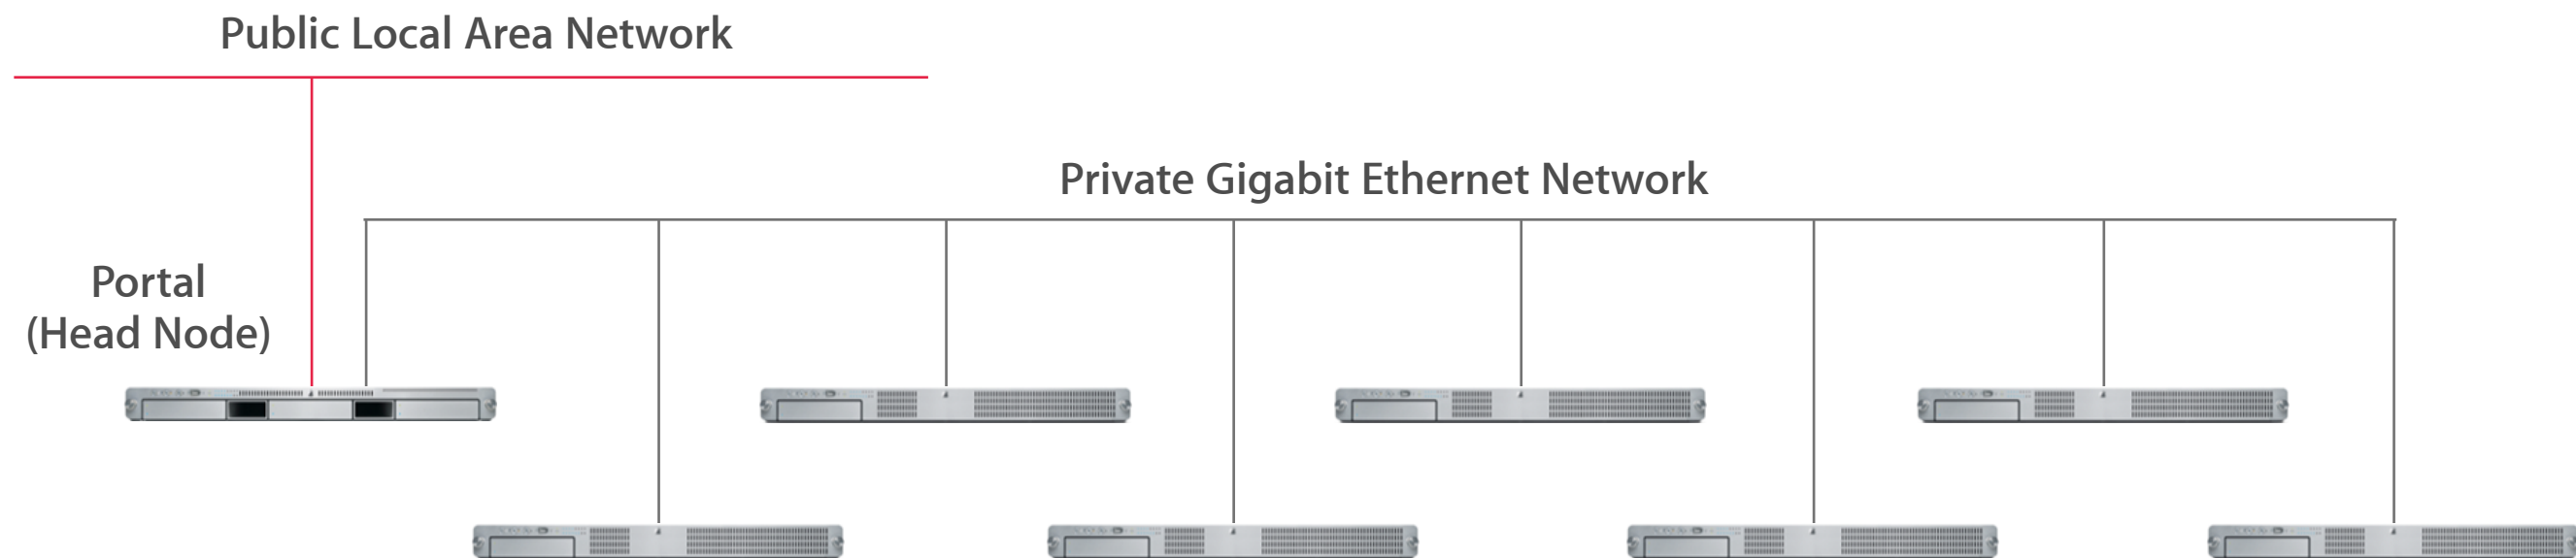 Public Local Area Network
Private Gigabit Ethernet Network
Portal
(Head Node)